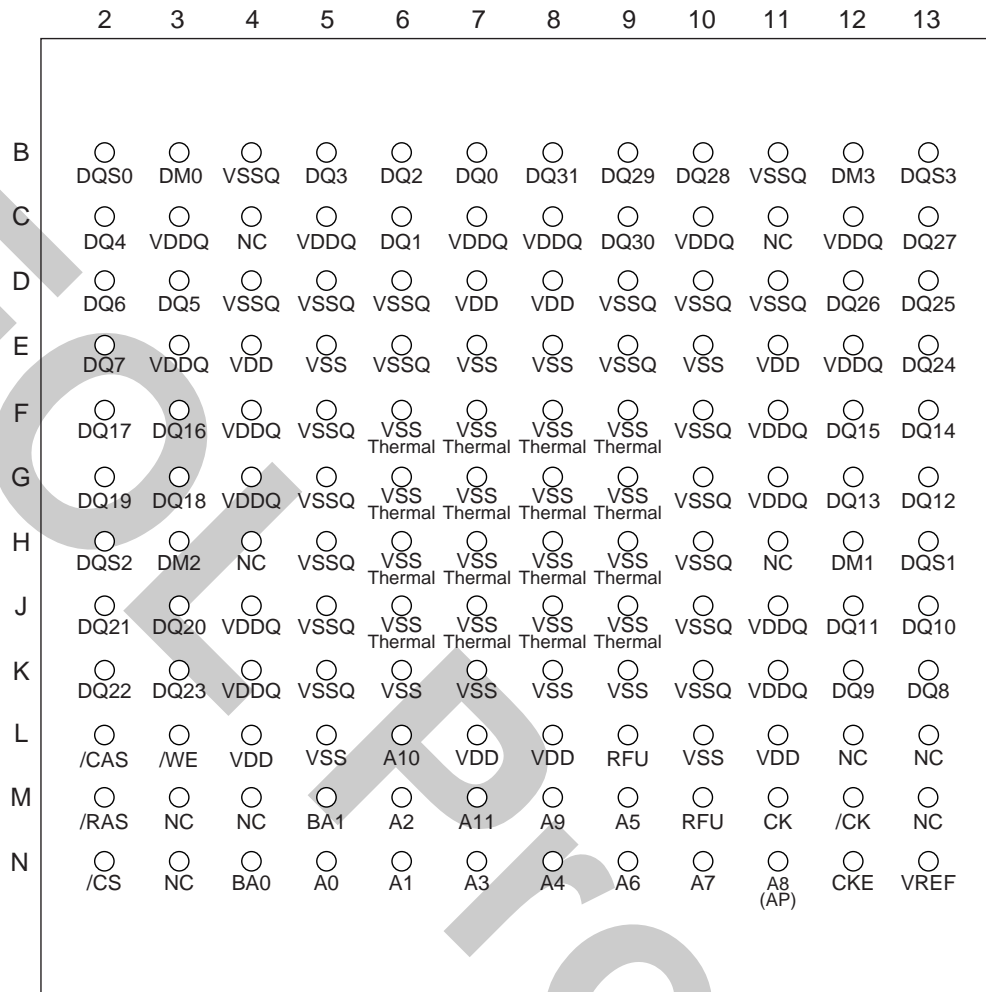 2 3 4 5 6 7 8 9 10 11 12 13
B
DQS0 DM0 VSSQ DQ3 DQ2 DQ0 DQ31 DQ29 DQ28 VSSQ DM3 DQS3
C
DQ4 VDDQ NC VDDQ DQ1 VDDQ VDDQ DQ30 VDDQ NC VDDQ DQ27
D
DQ6 DQ5 VSSQ VSSQ VSSQ VDD VDD VSSQ VSSQ VSSQ DQ26 DQ25
E
DQ7 VDDQ VDD VSS VSSQ VSS VSS VSSQ VSS VDD VDDQ DQ24
F
DQ17 DQ16 VDDQ VSSQ VSS VSS VSS VSS VSSQ VDDQ DQ15 DQ14
Thermal Thermal Thermal Thermal
G
DQ19 DQ18 VDDQ VSSQ VSS VSS VSS VSS VSSQ VDDQ DQ13 DQ12
Thermal Thermal Thermal Thermal
H
DQS2 DM2 NC VSSQ VSS VSS VSS VSS VSSQ NC DM1 DQS1
Thermal Thermal Thermal Thermal
J
DQ21 DQ20 VDDQ VSSQ VSS VSS VSS VSS VSSQ VDDQ DQ11 DQ10
Thermal Thermal Thermal Thermal
K
DQ22 DQ23 VDDQ VSSQ VSS VSS VSS VSS VSSQ VDDQ DQ9 DQ8
L
/CAS /WE VDD VSS A10 VDD VDD RFU VSS VDD NC NC
M
/RAS NC NC BA1 A2 A11 A9 A5 RFU CK /CK NC
N
/CS NC BA0 A0 A1 A3 A4 A6 A7 A8 CKE VREF
(AP)